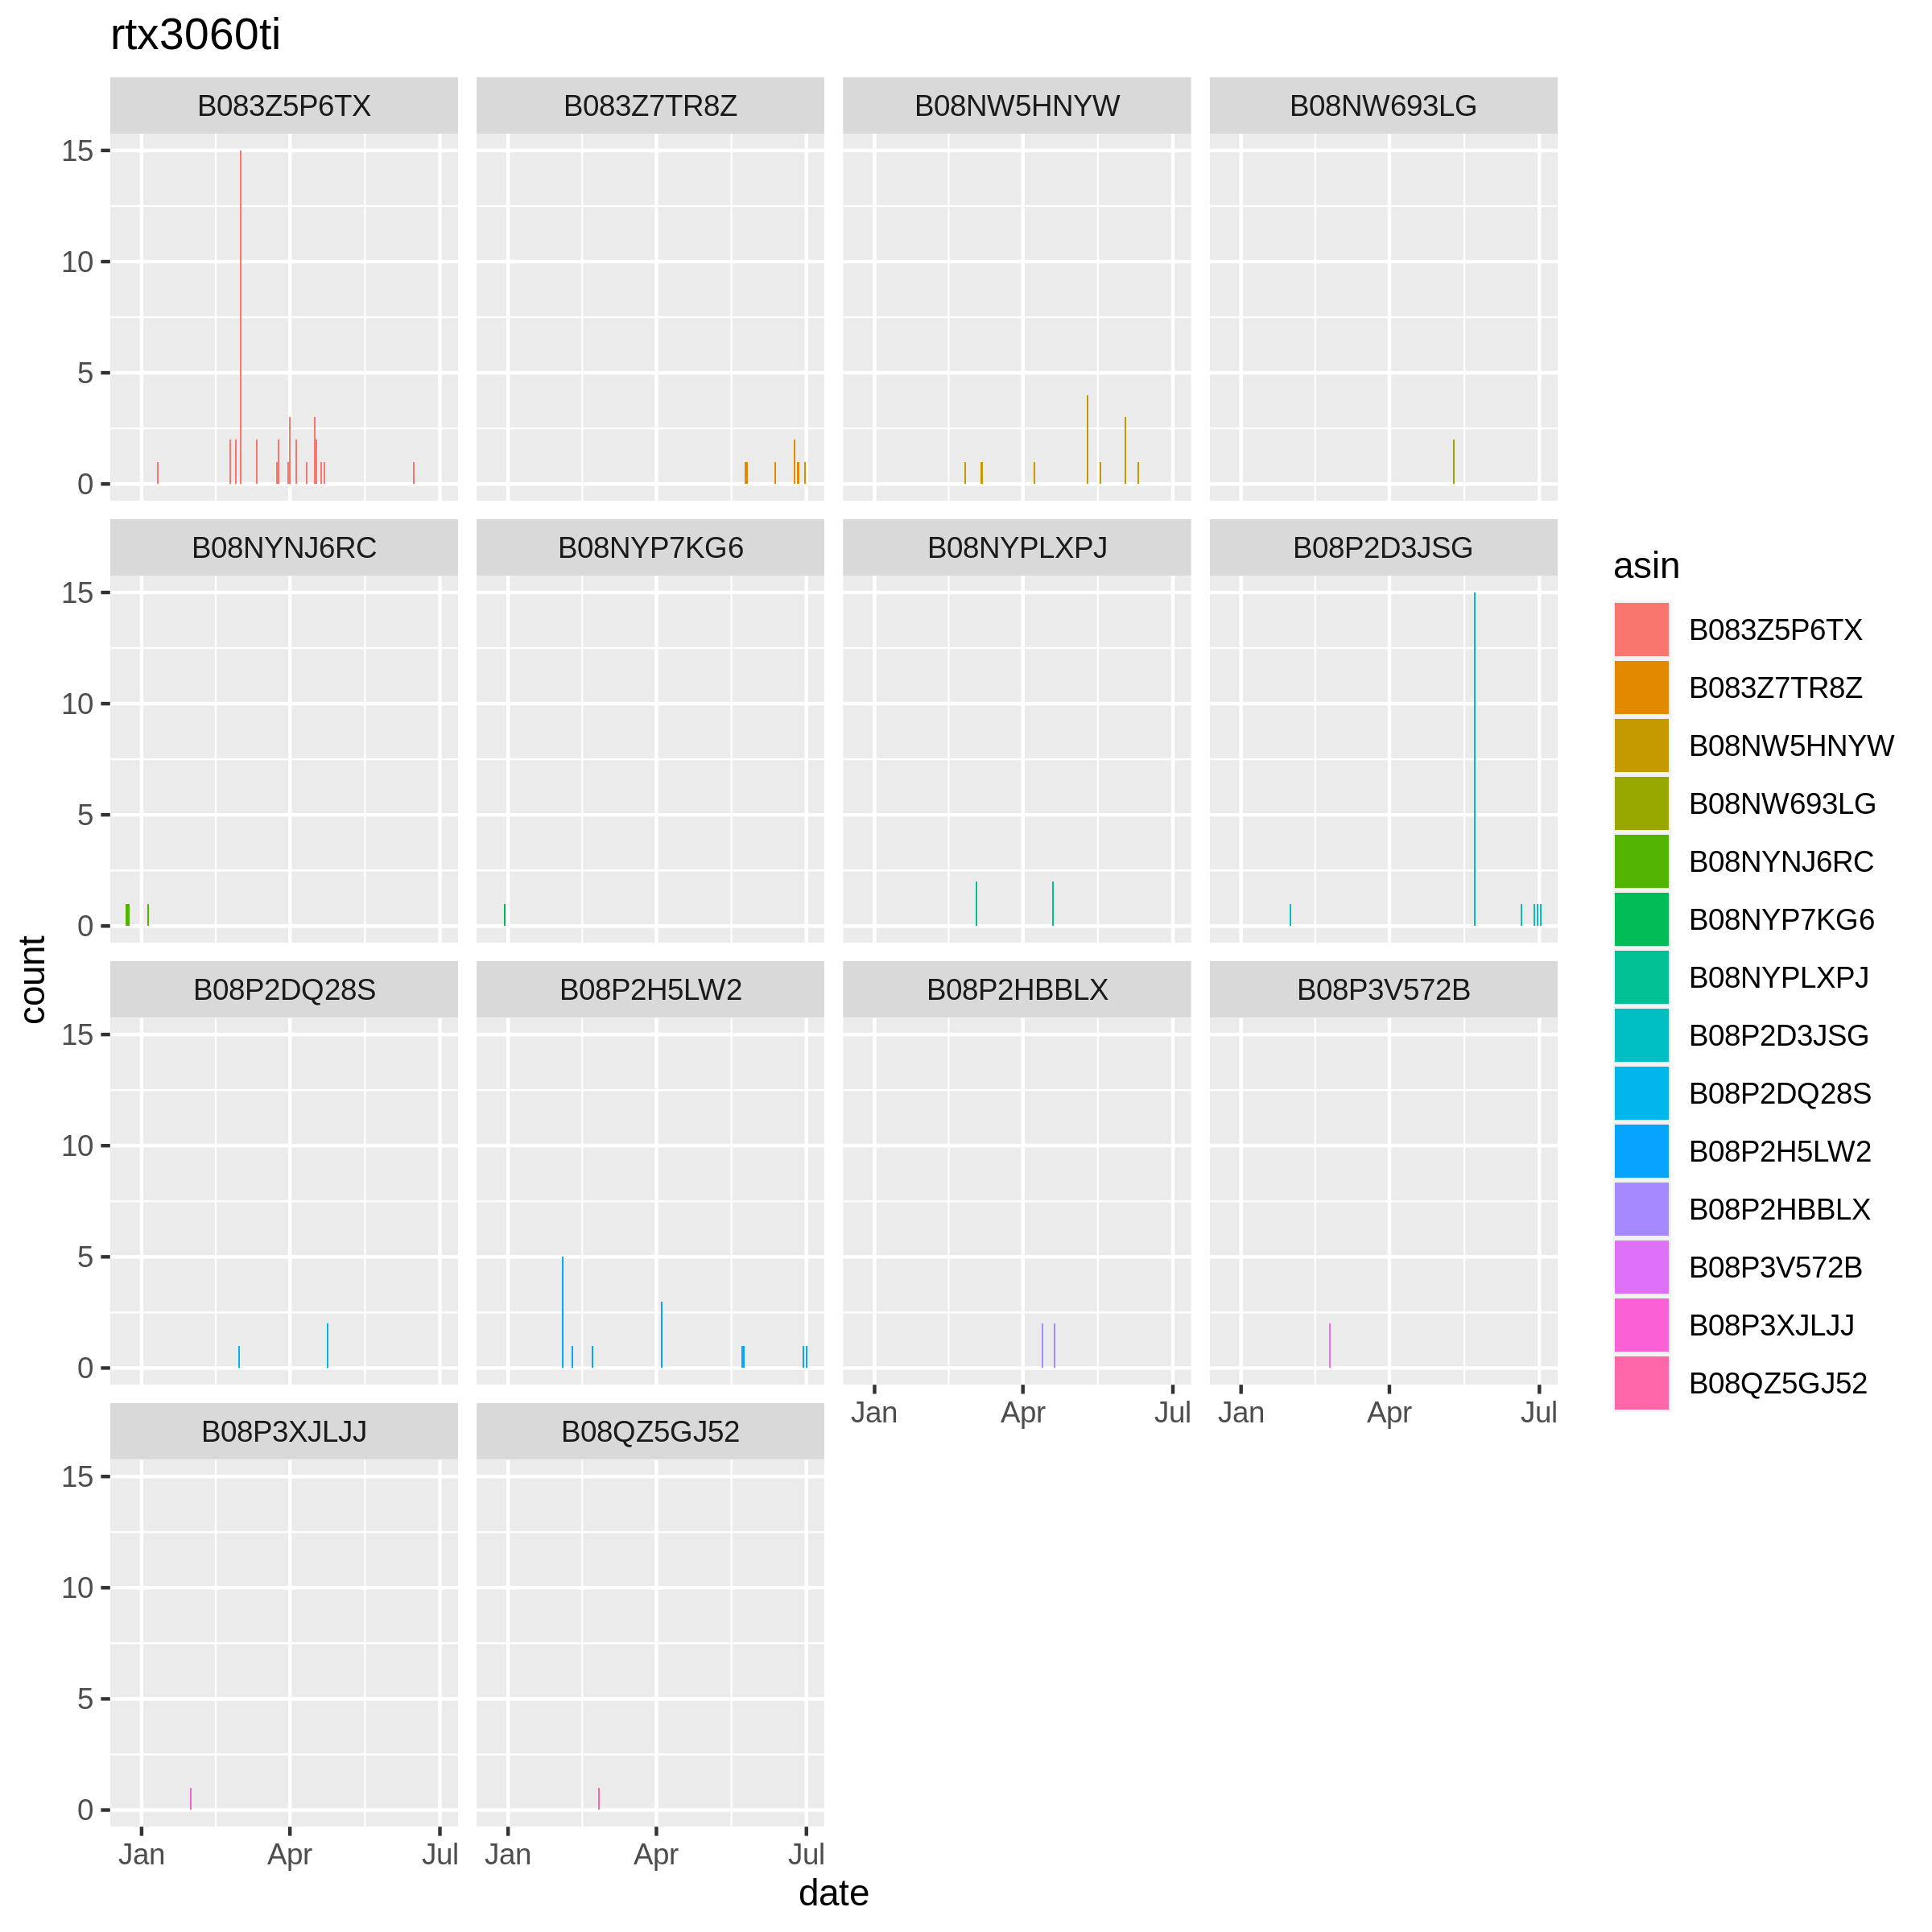 rtx3060ti
B083Z5P6TX B083Z7TR8Z B08NW5HNYW B08NW693LG
15
10
5
0
B08NYNJ6RC B08NYP7KG6 B08NYPLXPJ B08P2D3JSG
15
10
5
0
B08P2DQ28S B08P2H5LW2 B08P2HBBLX B08P3V572B
15
10
5
0
Jan Apr Jul Jan Apr Jul
B08P3XJLJJ B08QZ5GJ52
15
10
5
0
Jan Apr Jul Jan Apr Jul
date
count
asin
B083Z5P6TX
B083Z7TR8Z
B08NW5HNYW
B08NW693LG
B08NYNJ6RC
B08NYP7KG6
B08NYPLXPJ
B08P2D3JSG
B08P2DQ28S
B08P2H5LW2
B08P2HBBLX
B08P3V572B
B08P3XJLJJ
B08QZ5GJ52